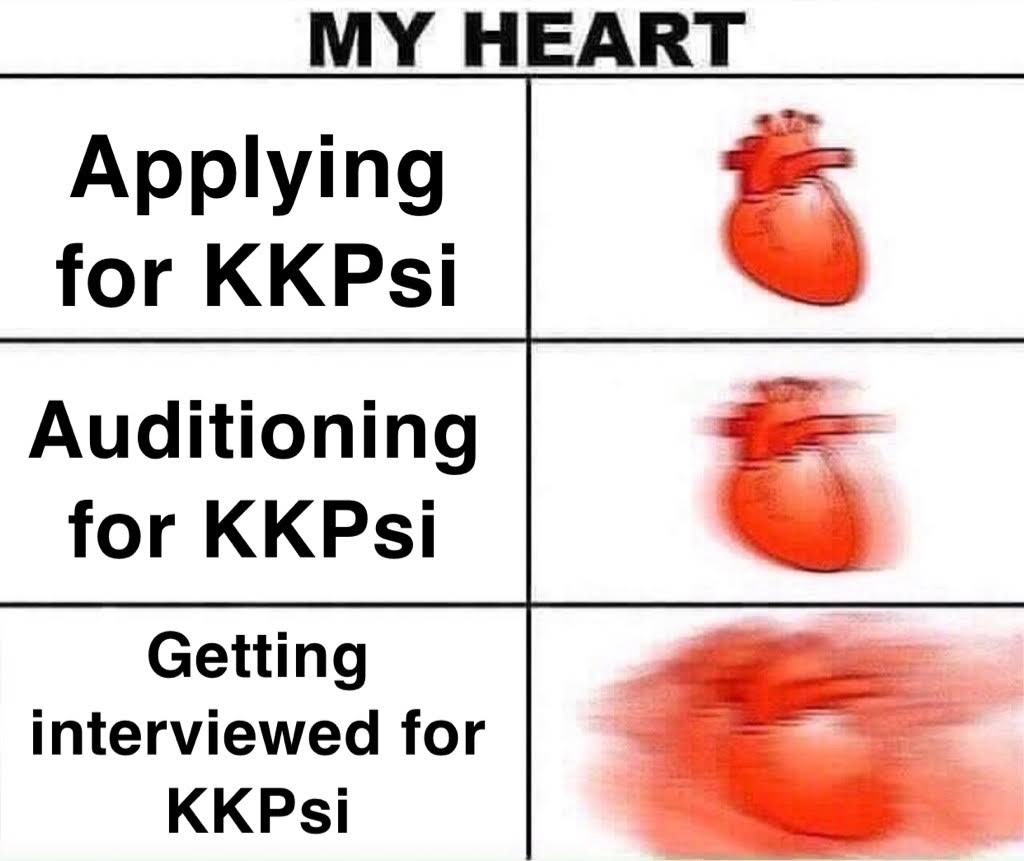 MY HEART
Applying
for KKPsi
Auditioning
for KKPsi
Getting
interviewed for
KKPsi